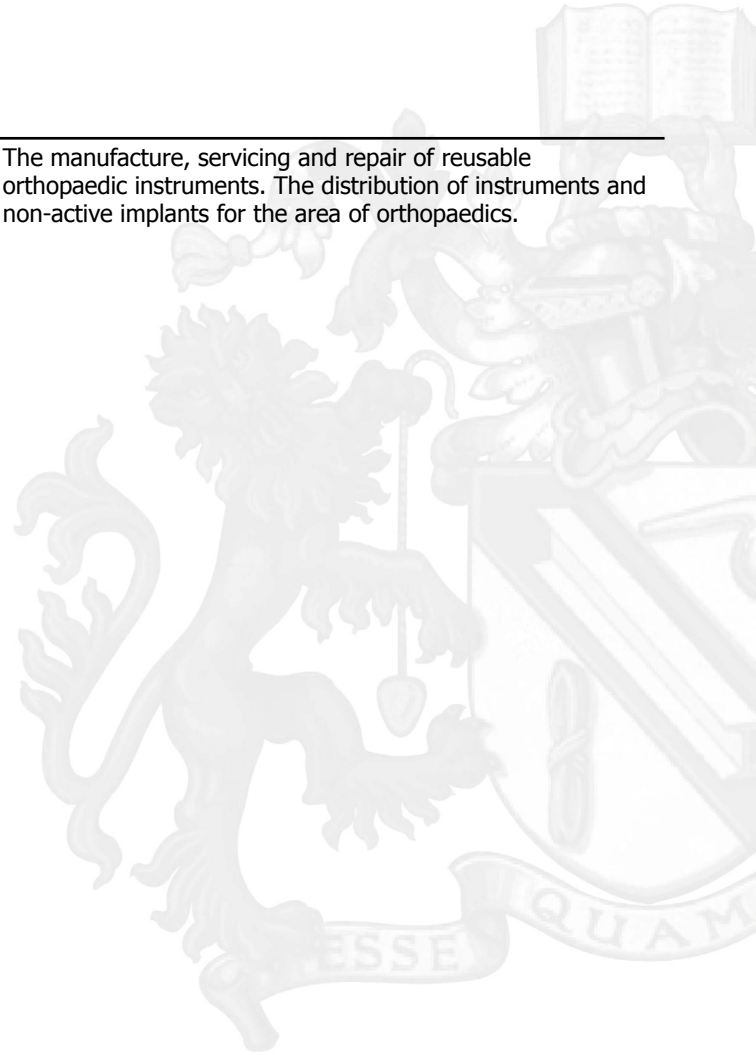 The manufacture, servicing and repair of reusable
orthopaedic instruments. The distribution of instruments and
non-active implants for the area of orthopaedics.
ESSE
QUAM